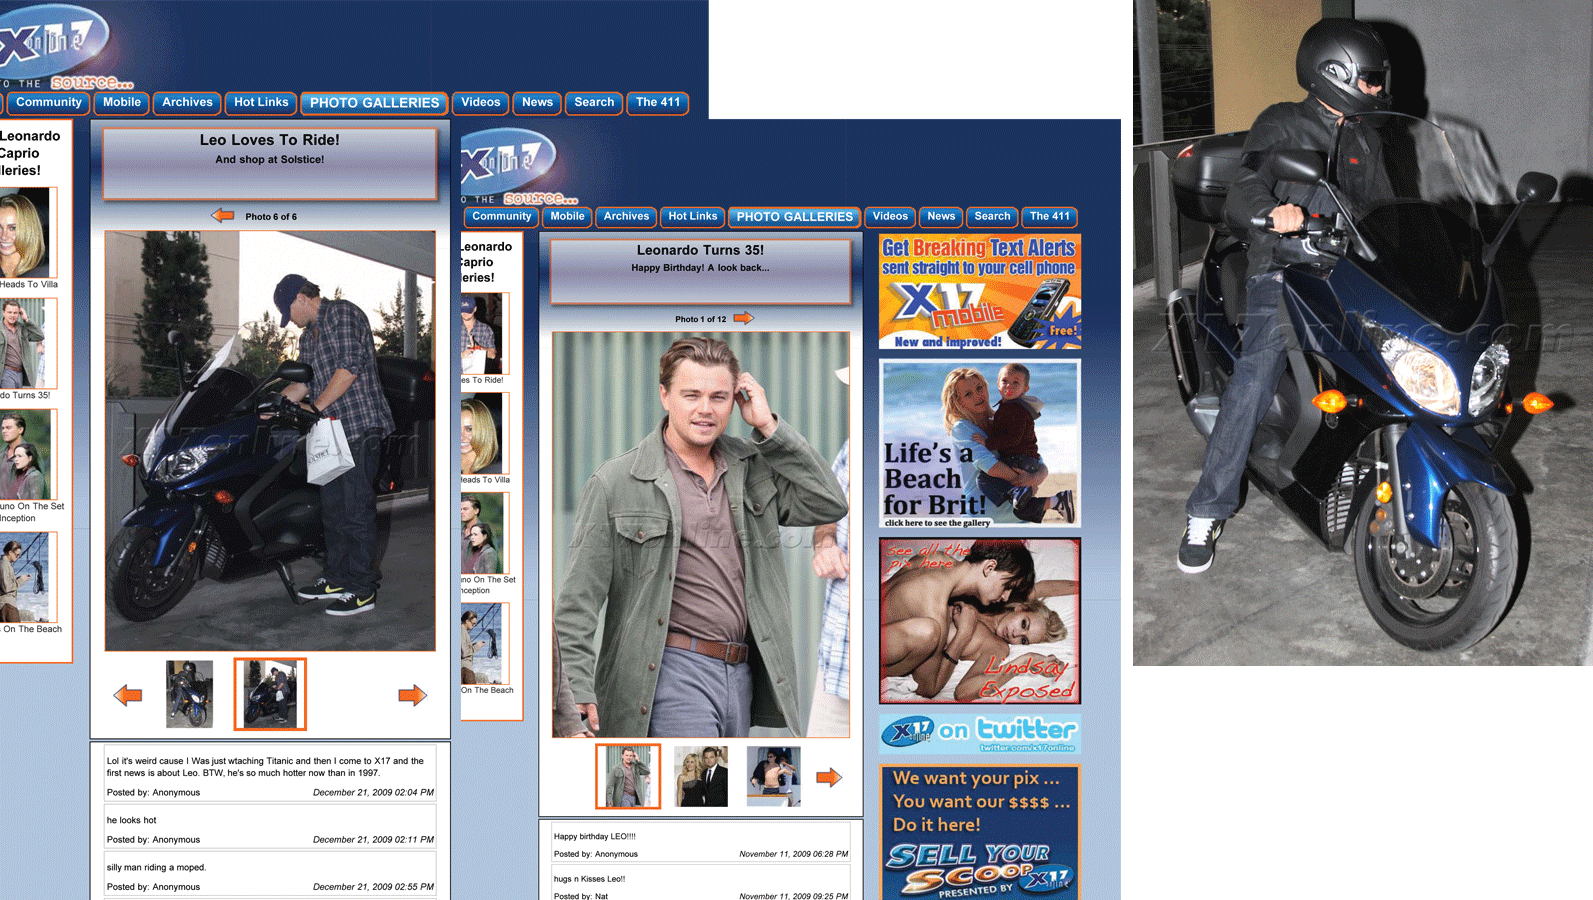 X17
online
TO THE source...
Community
Mobile
Archives
Hot Links
PHOTO GALLERIES
Videos
News
Search
The 411
Leonardo
Caprio
lleries!
Heads To Villa
do Turns 35!
uno On The Set
Inception
On The Beach
Leo Loves To Ride!
And shop at Solstice!
Photo 6 of 6
X17online.com
Lol it's weird cause I Was just wtaching Titanic and then I come to X17 and the
first news is about Leo. BTW, he's so much hotter now than in 1997.
Posted by: Anonymous
December 21, 2009 02:04 PM
he looks hot
Posted by: Anonymous
December 21, 2009 02:11 PM
silly man riding a moped.
Posted by: Anonymous
December 21, 2009 02:55 PM
X17
online
O THE source...
Community
Mobile
Archives
Hot Links
PHOTO GALLERIES
Videos
News
Search
The 411
Leonardo
Caprio
eries!
es To Ride!
Heads To Villa
no On The Set
nception
On The Beach
Leonardo Turns 35!
Happy Birthday! A look back...
Photo 1 of 12
X17online.com
Happy birthday LEO!!!!
Posted by: Anonymous
November 11, 2009 06:28 PM
hugs n Kisses Leo!!
Posted by: Nat
November 11, 2009 09:25 PM
Get Breaking Text Alerts
sent straight to your cell phone
X17
mobile
Free!
New and improved!
Life's a
Beach
for Brit!
click here to see the gallery
See all the
pix here
Lindsay
Exposed
X17 online on twitter
twitter.com/x17online
We want your pix ...
You want our $$$$ ...
Do it here!
SELL YOUR
SCOOP
PRESENTED BY X17 online
X17online.com